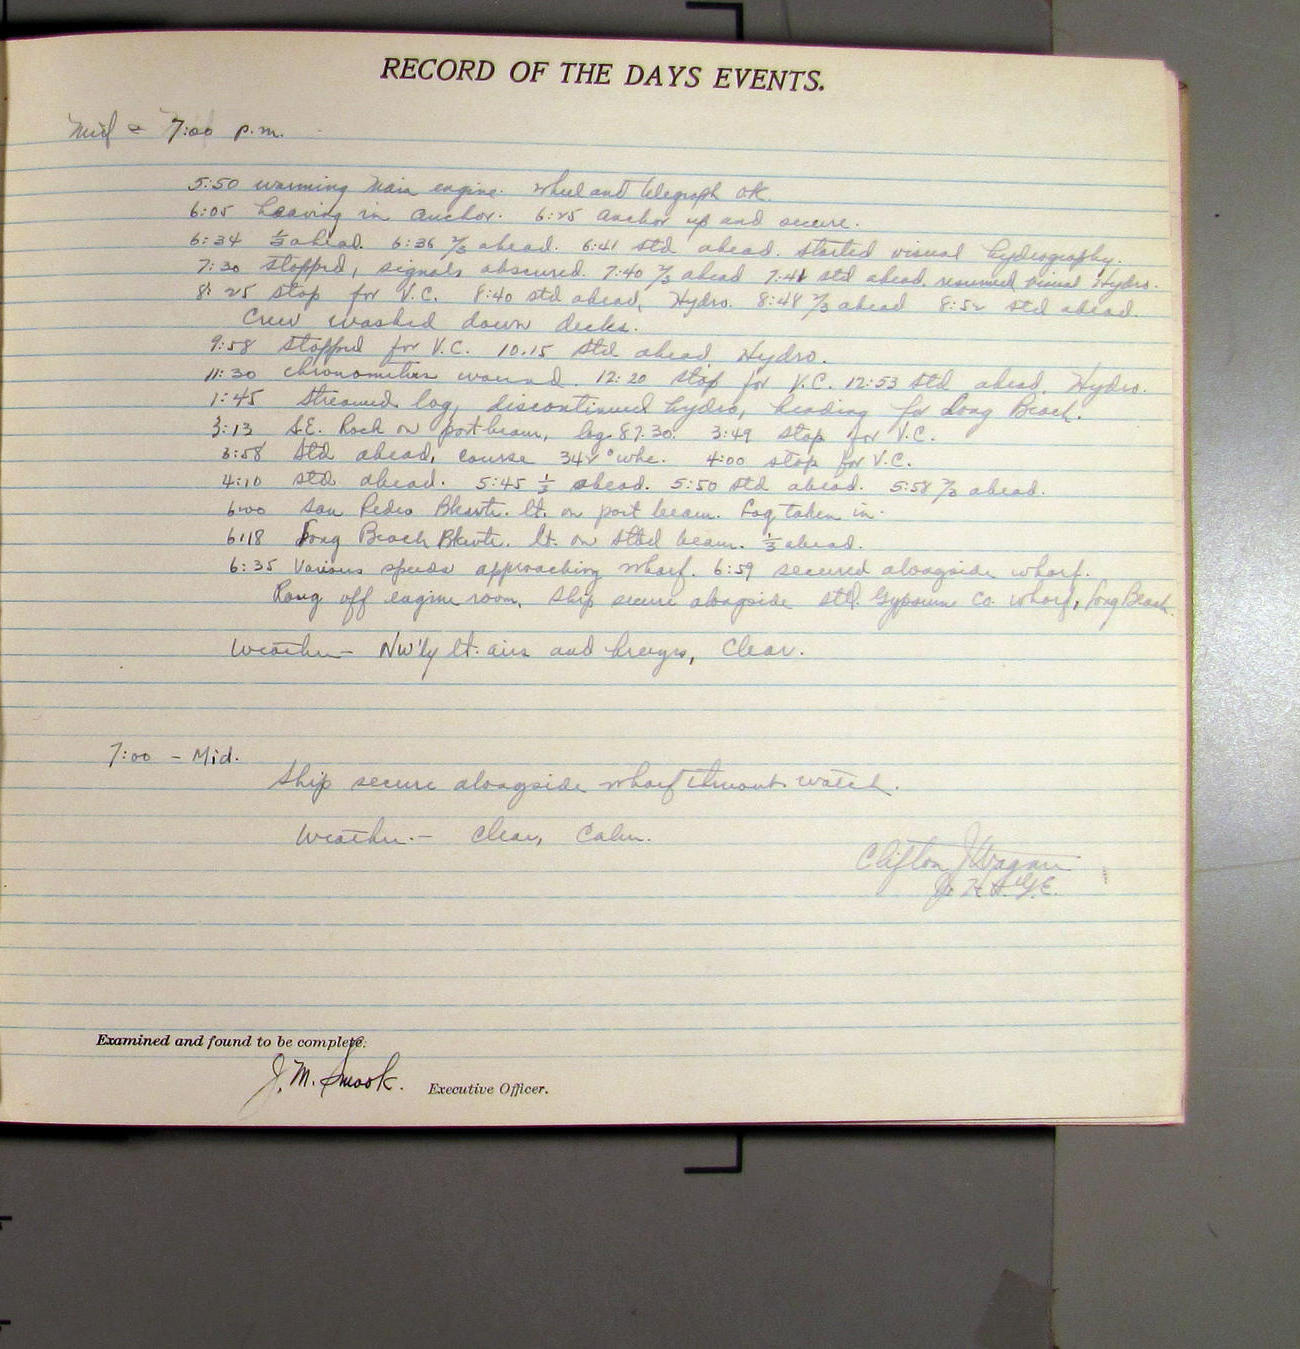 RECORD OF THE DAYS EVENTS.
Mid - 7:00 p.m.
5:50 warming main engine. Wheel and telegraph OK.
6:05 heaving in anchor. 6:25 anchor up and secure.
6:34 1/3 ahead. 6:36 2/3 ahead. 6:41 std ahead. started visual hydrography.
7:30 stopped, signals obscured. 7:40 2/3 ahead 7:41 std ahead, resumed visual Hydro.
8:25 stop for V.C. 8:40 std ahead, Hydro. 8:48 2/3 ahead 8:52 std ahead.
Crew washed down decks.
9:58 stopped for V.C. 10.15 Std ahead Hydro.
11:30 chronometers wound. 12:20 stop for V.C. 12:53 std ahead, Hydro.
1:45 streamed log, discontinued hydro, heading for Long Beach.
3:13 S.E. Rock on port beam, log. 87.30. 3:49 stop for V.C.
3:58 Std ahead, course 342° whc. 4:00 stop for V.C.
4:10 std ahead. 5:45 1/3 ahead. 5:50 std ahead. 5:58 2/3 ahead.
6:00 San Pedro Bkwtr. lt. on port beam. Log taken in.
6:18 Long Beach Bkwtr. lt. on stbd beam. 1/3 ahead.
6:35 Various speeds approaching wharf. 6:59 secured alongside wharf.
Rang off engine room, ship secure alongside std. Gypsum Co. wharf, Long Beach.
Weather - NW'ly lt. airs and breezes, Clear.
7:00 - Mid.
Ship secure alongside wharf without watch.
Weather. - Clear, Calm.
Clifton J. Wagner
Jr. H. & G.E.
Examined and found to be complete:
J. M. Smook. Executive Officer.